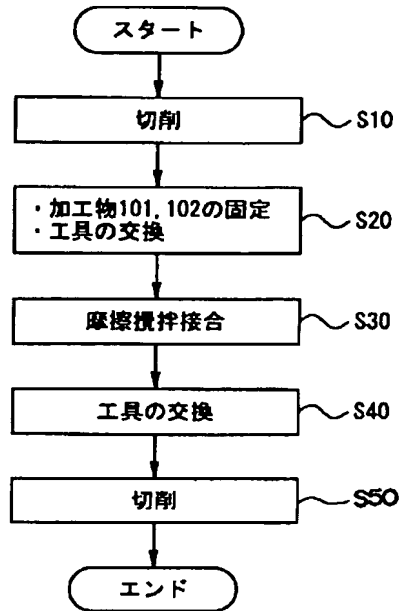 スタート
切削
S10
・加工物101,102の固定
・工具の交換
S20
摩擦攪拌接合
S30
工具の交換
S40
切削
S50
エンド